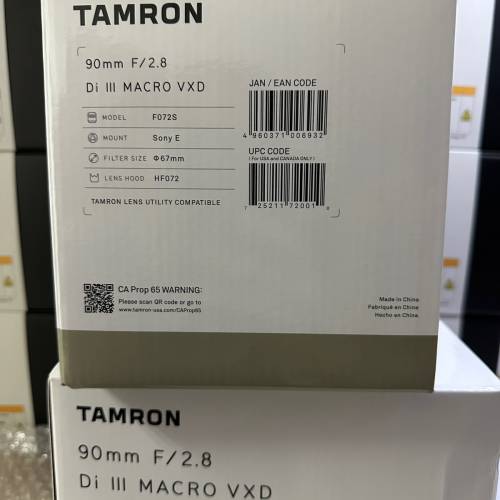 TAMRON
90mm F/2.8
Di III MACRO VXD
MODEL F072S
MOUNT Sony E
FILTER SIZE Φ67mm
LENS HOOD HF072
TAMRON LENS UTILITY COMPATIBLE
JAN / EAN CODE
4 960371 006932
UPC CODE
( For USA and CANADA ONLY )
7 25211 72001 0
CA Prop 65 WARNING:
Please scan QR code or go to
www.tamron-usa.com/CAProp65
Made in China
Fabriqué en Chine
Hecho en China
TAMRON
90mm F/2.8
Di III MACRO VXD